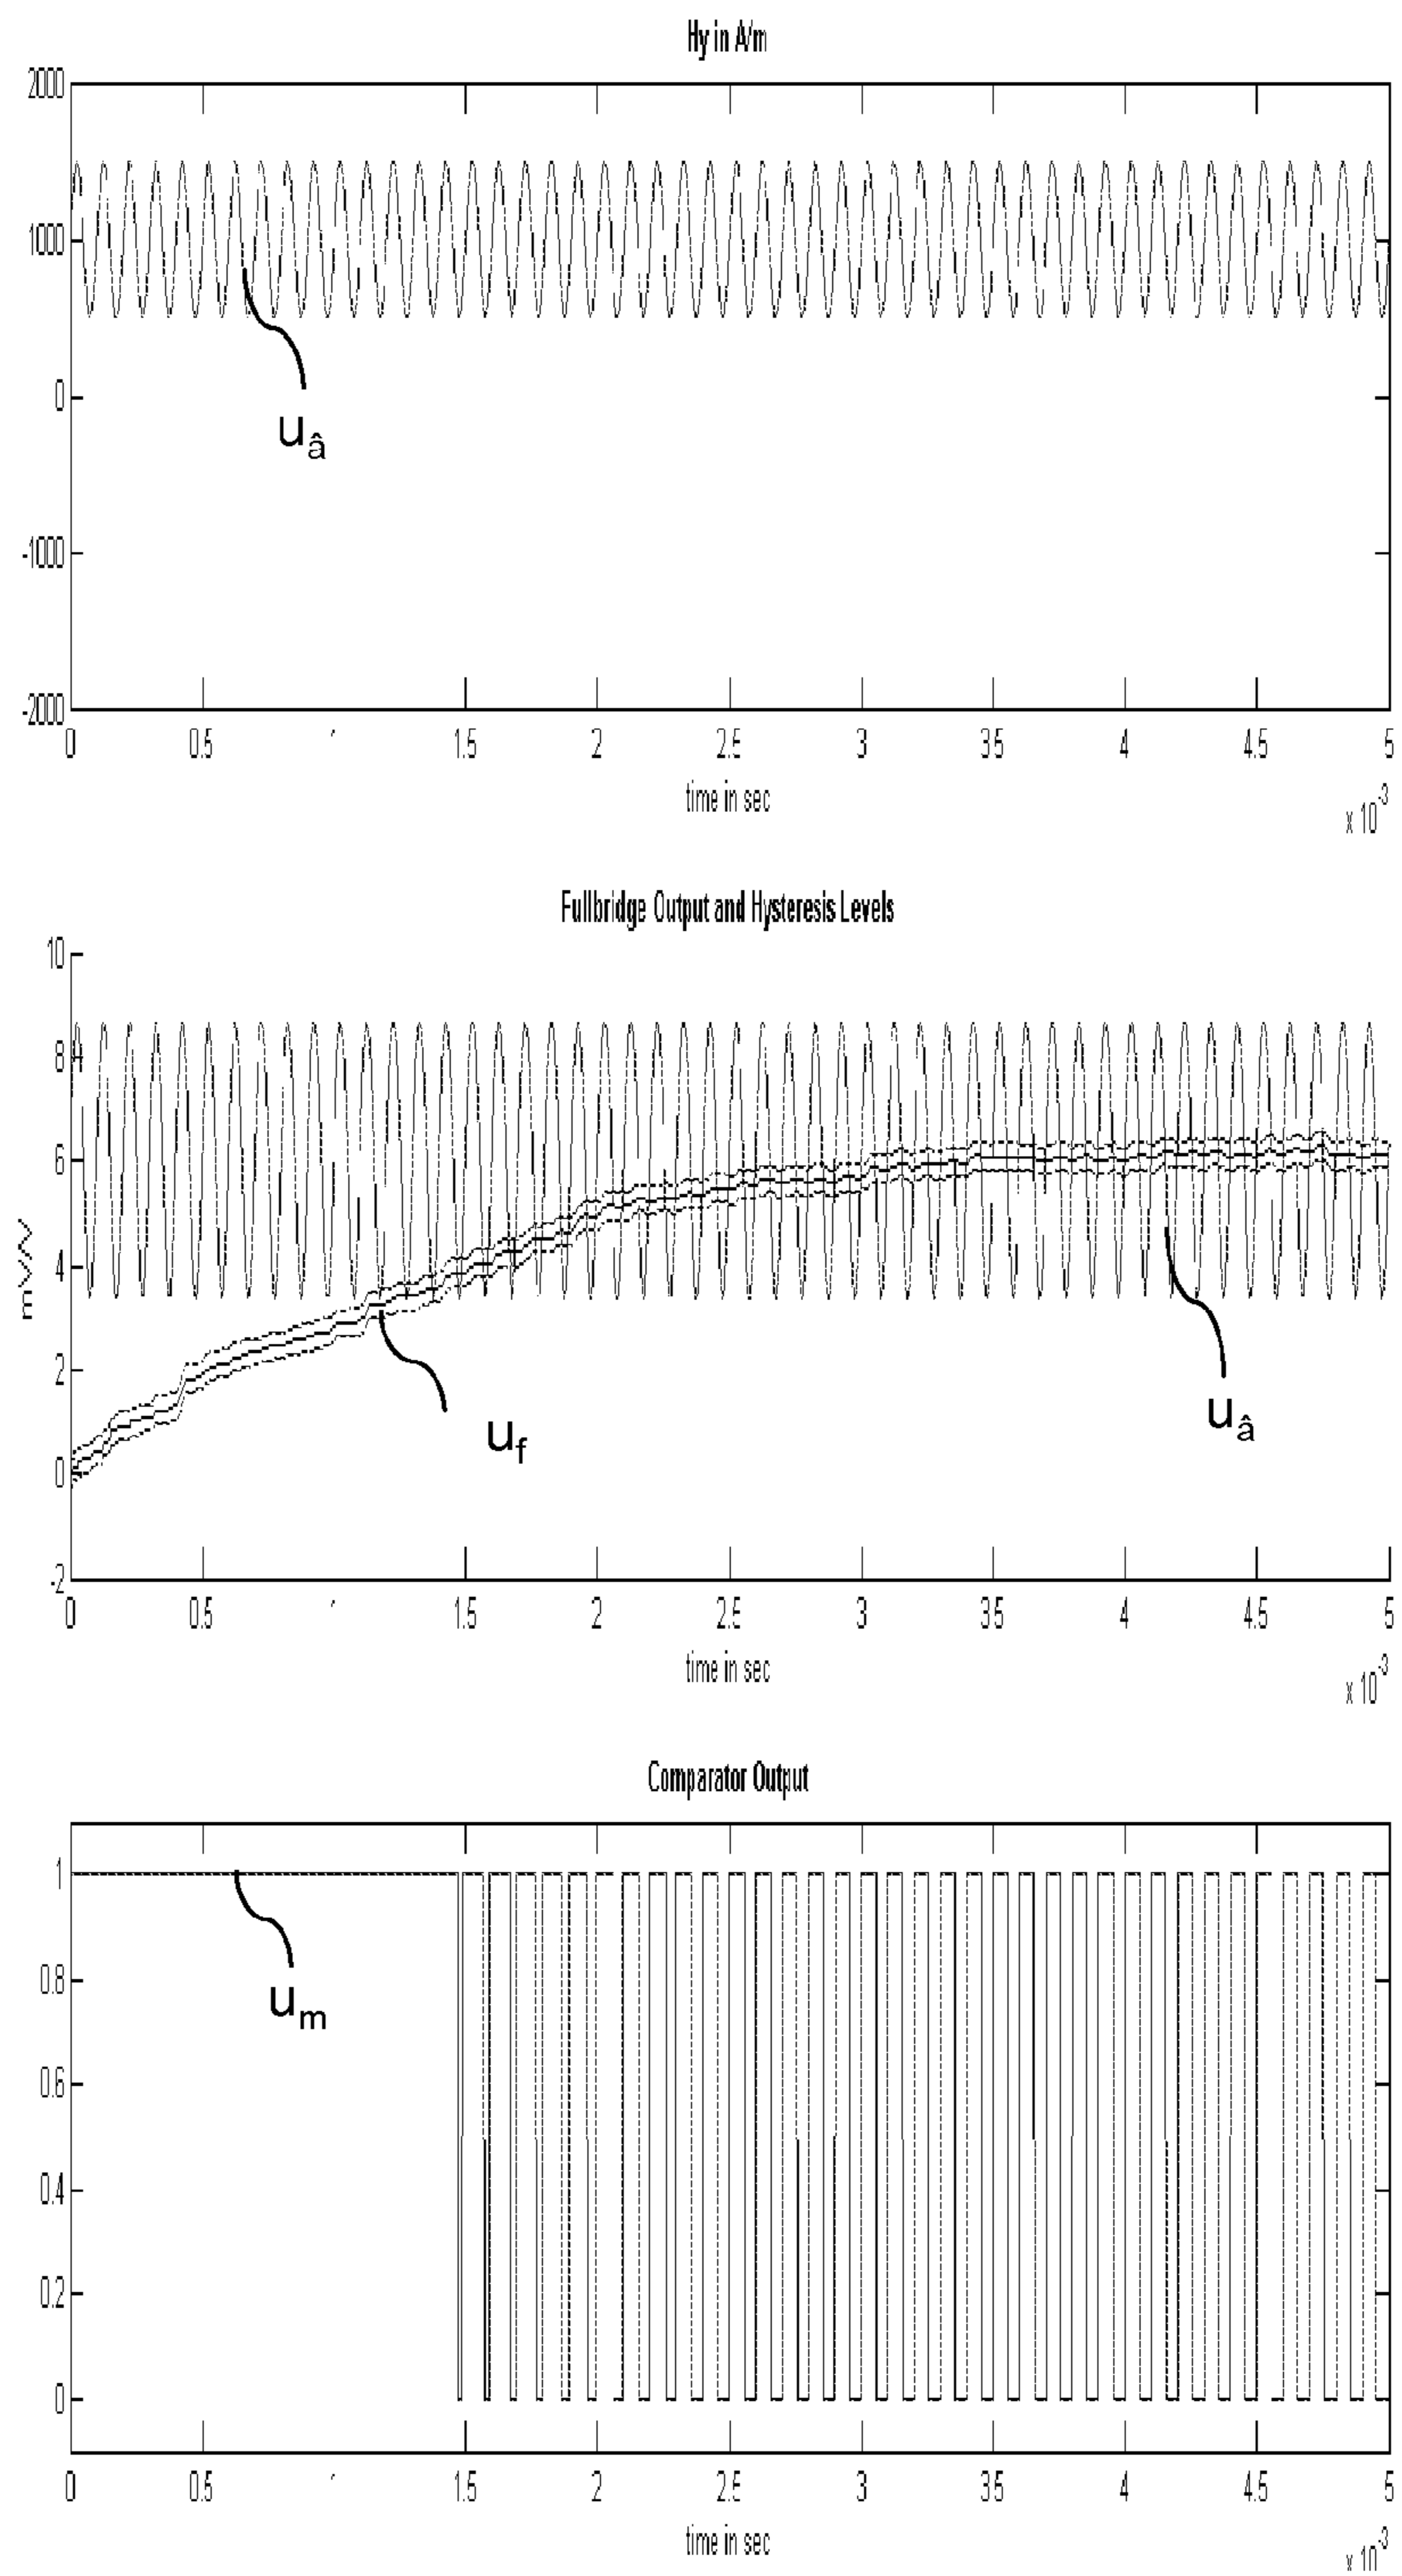 Hy in A/m
2000
1000
0
-1000
-2000
0 0.5 1 1.5 2 2.5 3 3.5 4 4.5 5
time in sec
x 10-3
uâ
Fullbridge Output and Hysteresis Levels
10
8
6
4
2
0
-2
mV/V
0 0.5 1 1.5 2 2.5 3 3.5 4 4.5 5
time in sec
x 10-3
uf
uâ
Comparator Output
1
0.8
0.6
0.4
0.2
0
0 0.5 1 1.5 2 2.5 3 3.5 4 4.5 5
time in sec
x 10-3
um